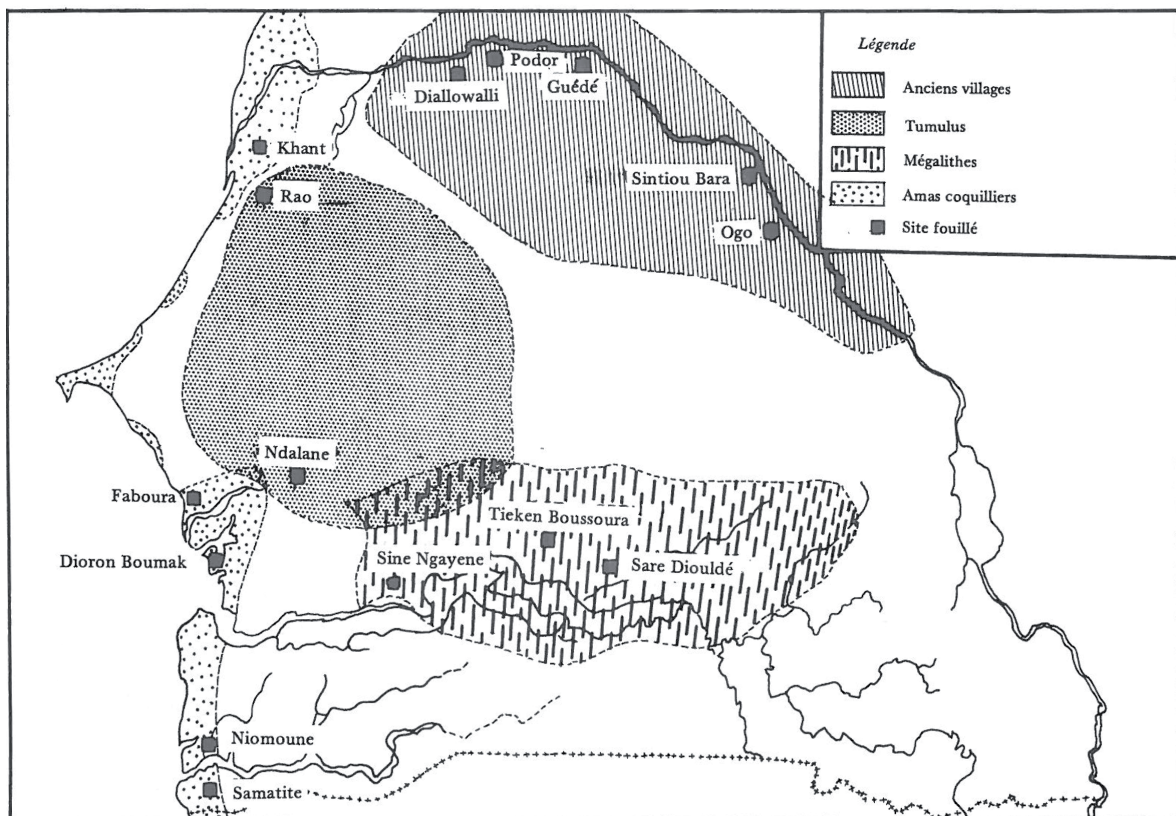 Légende
Anciens villages
Tumulus
Mégalithes
Amas coquilliers
Site fouillé
Podor
Diallowalli
Guédé
Khant
Sintiou Bara
Rao
Ogo
Ndalane
Faboura
Tieken Boussoura
Dioron Boumak
Sine Ngayene
Sare Diouldé
Niomoune
Samatite